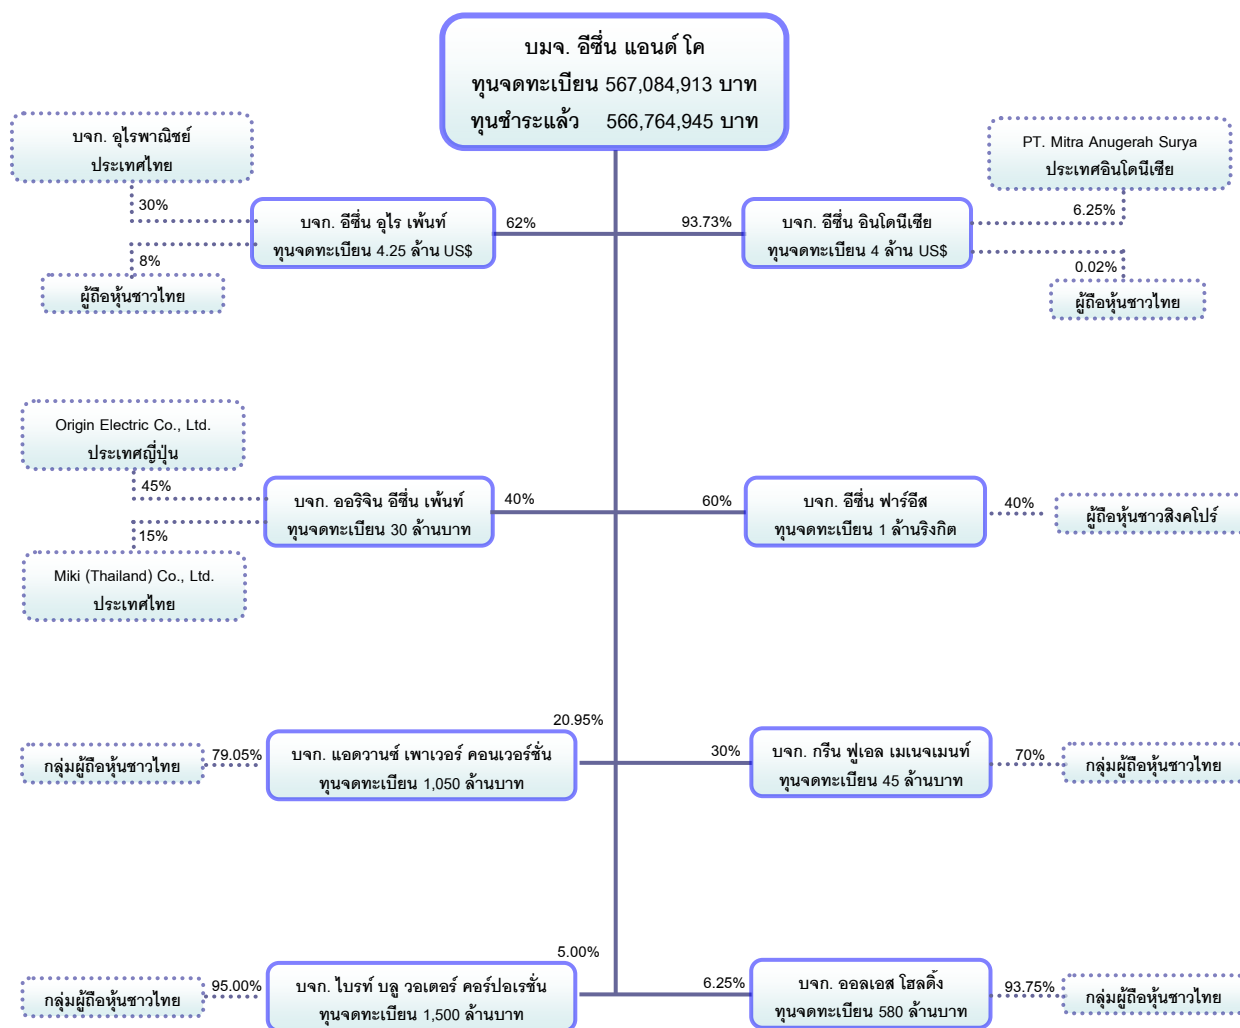 บมจ. อีซึ่น แอนด์ โค
ทุนจดทะเบียน 567,084,913 บาท
ทุนชำระแล้ว 566,764,945 บาท
บจก. อุไรพาณิชย์
ประเทศไทย
30%
PT. Mitra Anugerah Surya
ประเทศอินโดนีเซีย
6.25%
บจก. อีซึ่น อุไร เพ้นท์
ทุนจดทะเบียน 4.25 ล้าน US$
62%
93.73%
บจก. อีซึ่น อินโดนีเซีย
ทุนจดทะเบียน 4 ล้าน US$
8%
ผู้ถือหุ้นชาวไทย
0.02%
ผู้ถือหุ้นชาวไทย
Origin Electric Co., Ltd.
ประเทศญี่ปุ่น
45%
บจก. ออริจิน อีซึ่น เพ้นท์
ทุนจดทะเบียน 30 ล้านบาท
40%
60%
บจก. อีซึ่น ฟาร์อีส
ทุนจดทะเบียน 1 ล้านริงกิต
40%
ผู้ถือหุ้นชาวสิงคโปร์
15%
Miki (Thailand) Co., Ltd.
ประเทศไทย
กลุ่มผู้ถือหุ้นชาวไทย
79.05%
บจก. แอดวานซ์ เพาเวอร์ คอนเวอร์ชั่น
ทุนจดทะเบียน 1,050 ล้านบาท
20.95%
30%
บจก. กรีน ฟูเอล เมเนจเมนท์
ทุนจดทะเบียน 45 ล้านบาท
70%
กลุ่มผู้ถือหุ้นชาวไทย
กลุ่มผู้ถือหุ้นชาวไทย
95.00%
บจก. ไบรท์ บลู วอเตอร์ คอร์ปอเรชั่น
ทุนจดทะเบียน 1,500 ล้านบาท
5.00%
6.25%
บจก. ออลเอส โฮลดิ้ง
ทุนจดทะเบียน 580 ล้านบาท
93.75%
กลุ่มผู้ถือหุ้นชาวไทย